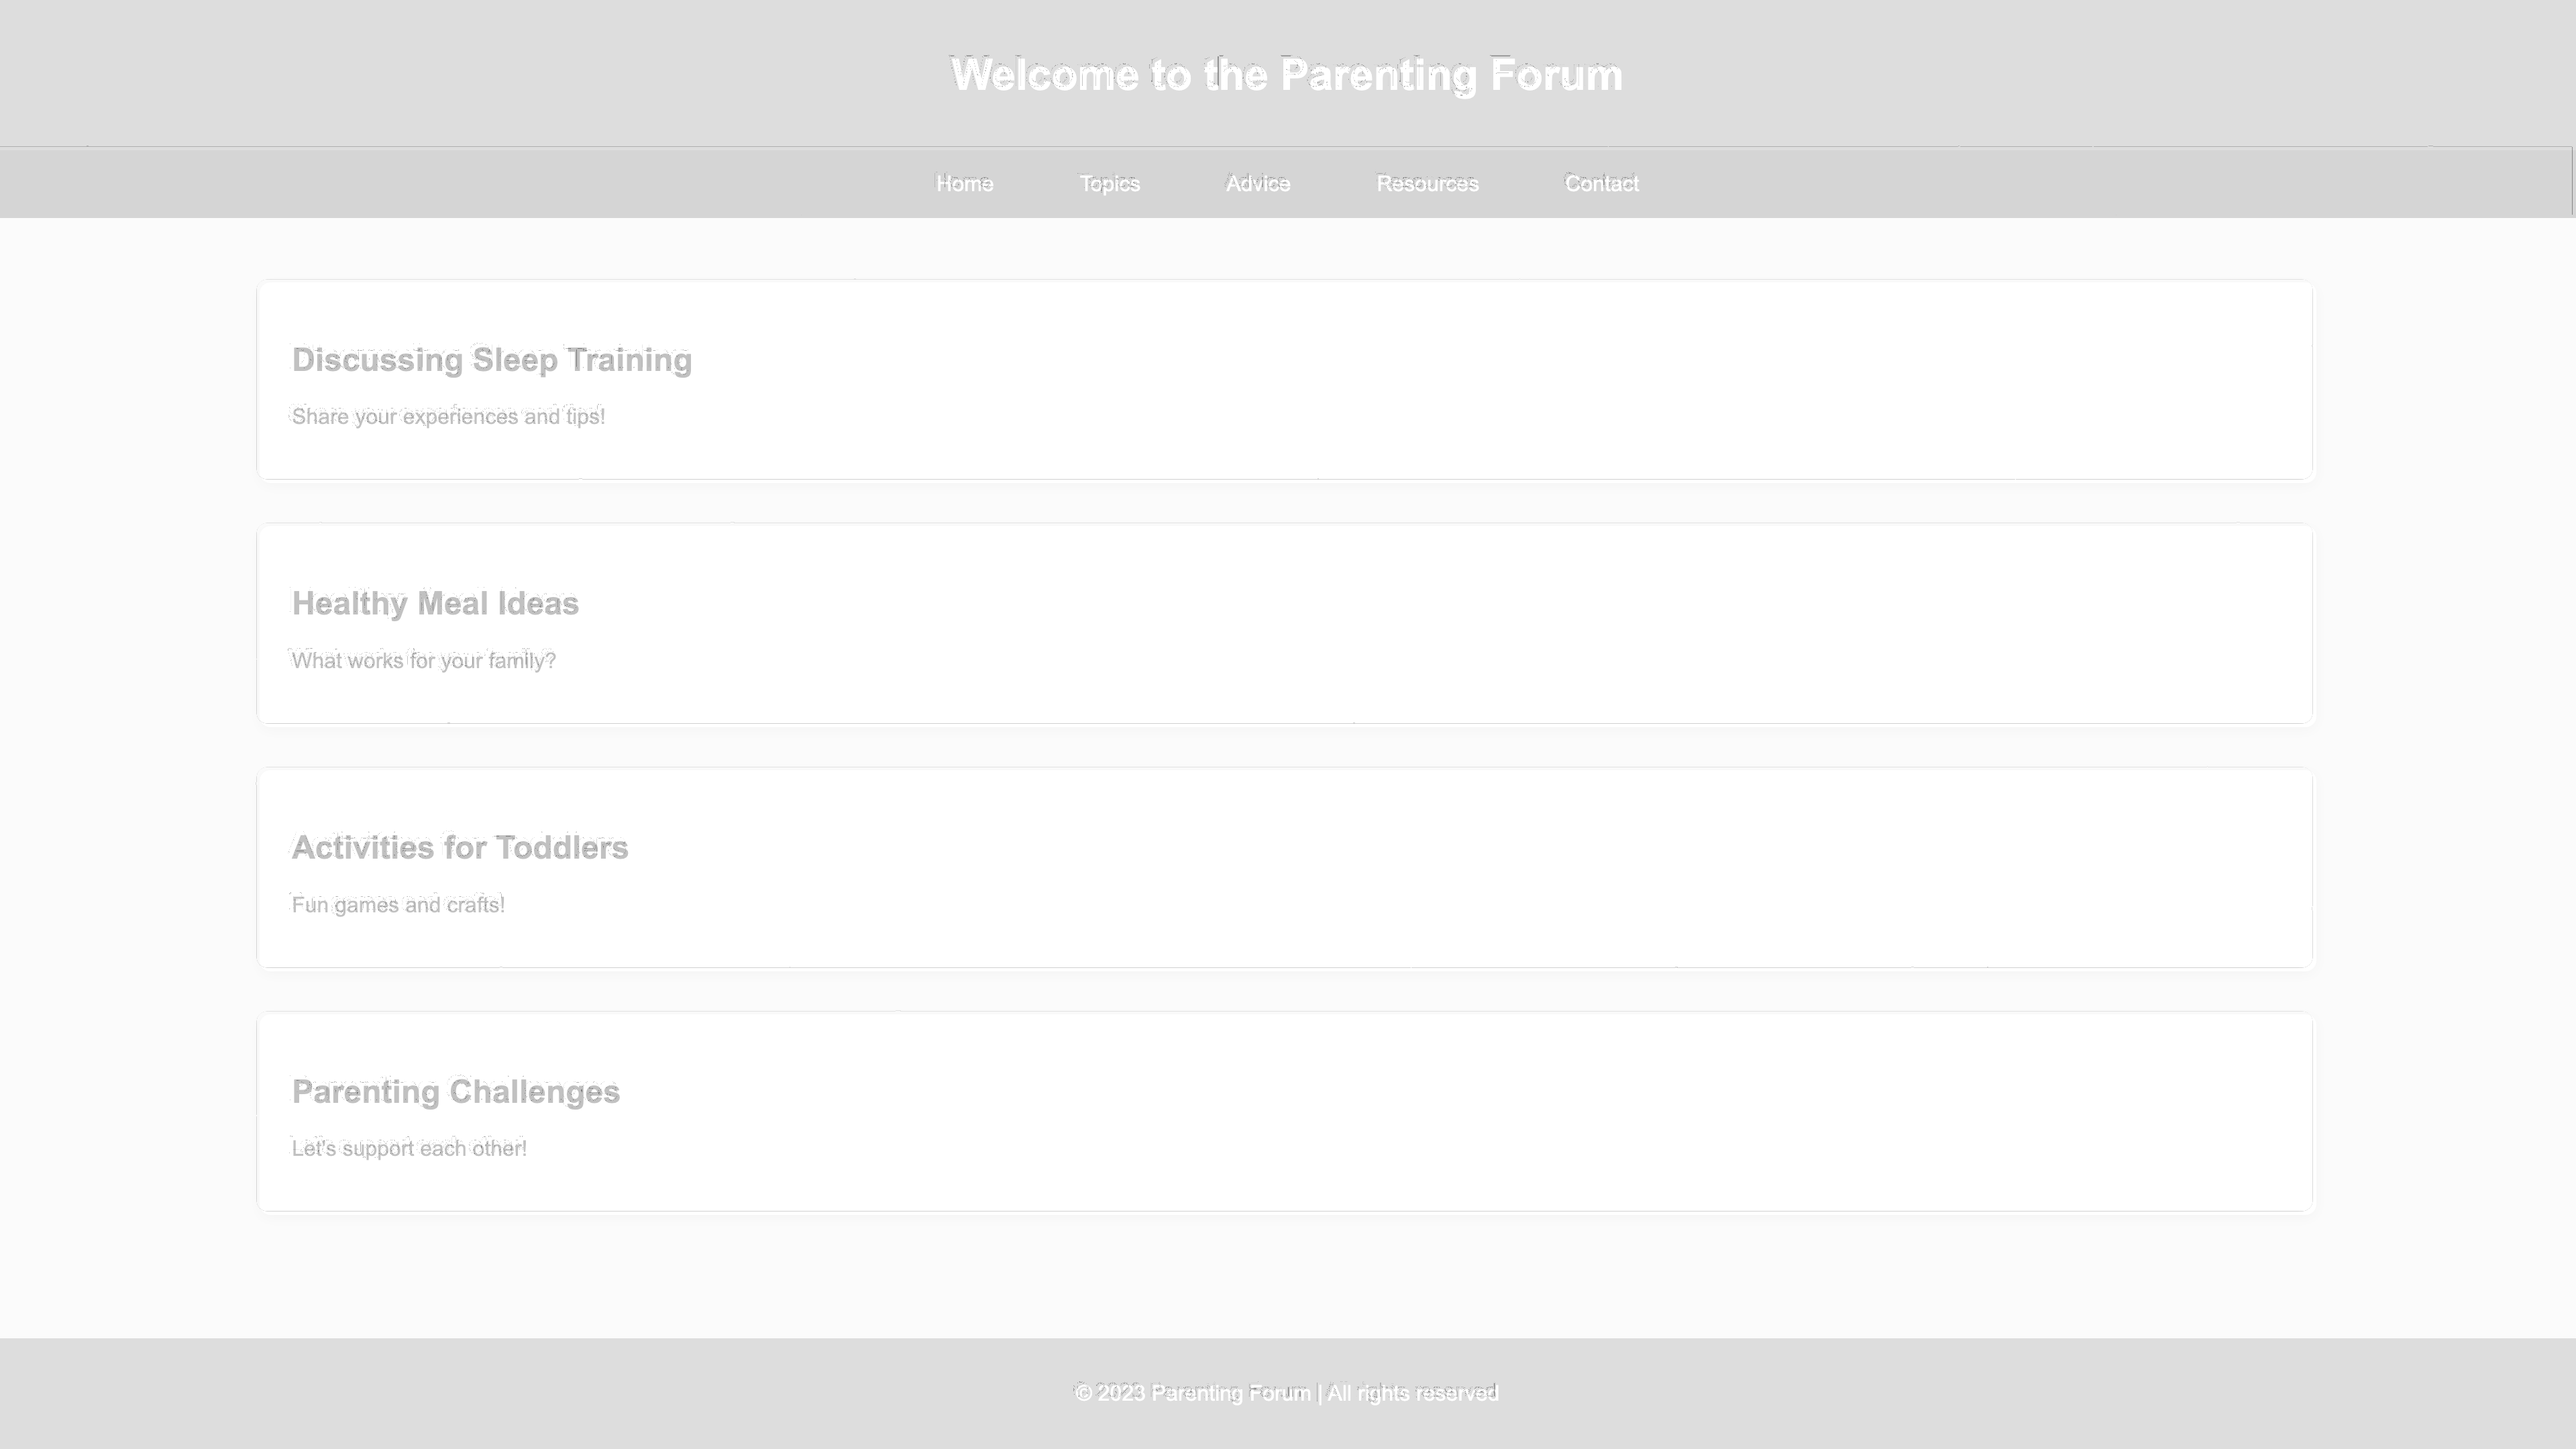 Welcome to the Parenting Forum
Home Topics Advice Resources Contact
Discussing Sleep Training
Share your experiences and tips!
Healthy Meal Ideas
What works for your family?
Activities for Toddlers
Fun games and crafts!
Parenting Challenges
Let's support each other!
© 2023 Parenting Forum | All rights reserved